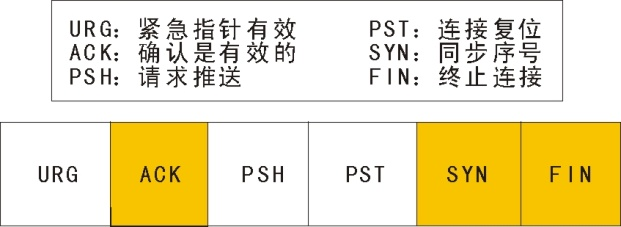 URG: 紧急指针有效 PST: 连接复位
ACK: 确认是有效的 SYN: 同步序号
PSH: 请求推送 FIN: 终止连接
URG ACK PSH PST SYN FIN